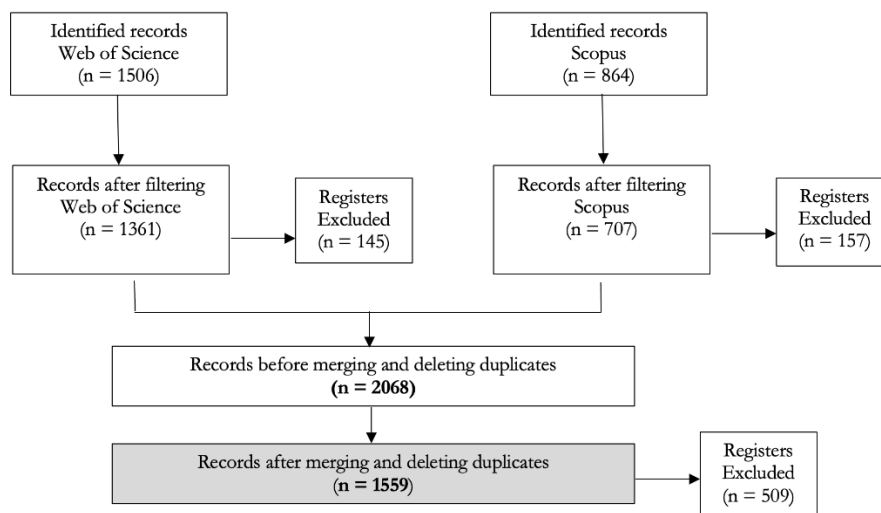 Identified records
Web of Science
(n = 1506)
Identified records
Scopus
(n = 864)
Records after filtering
Web of Science
(n = 1361)
Registers
Excluded
(n = 145)
Records after filtering
Scopus
(n = 707)
Registers
Excluded
(n = 157)
Records before merging and deleting duplicates
(n = 2068)
Records after merging and deleting duplicates
(n = 1559)
Registers
Excluded
(n = 509)